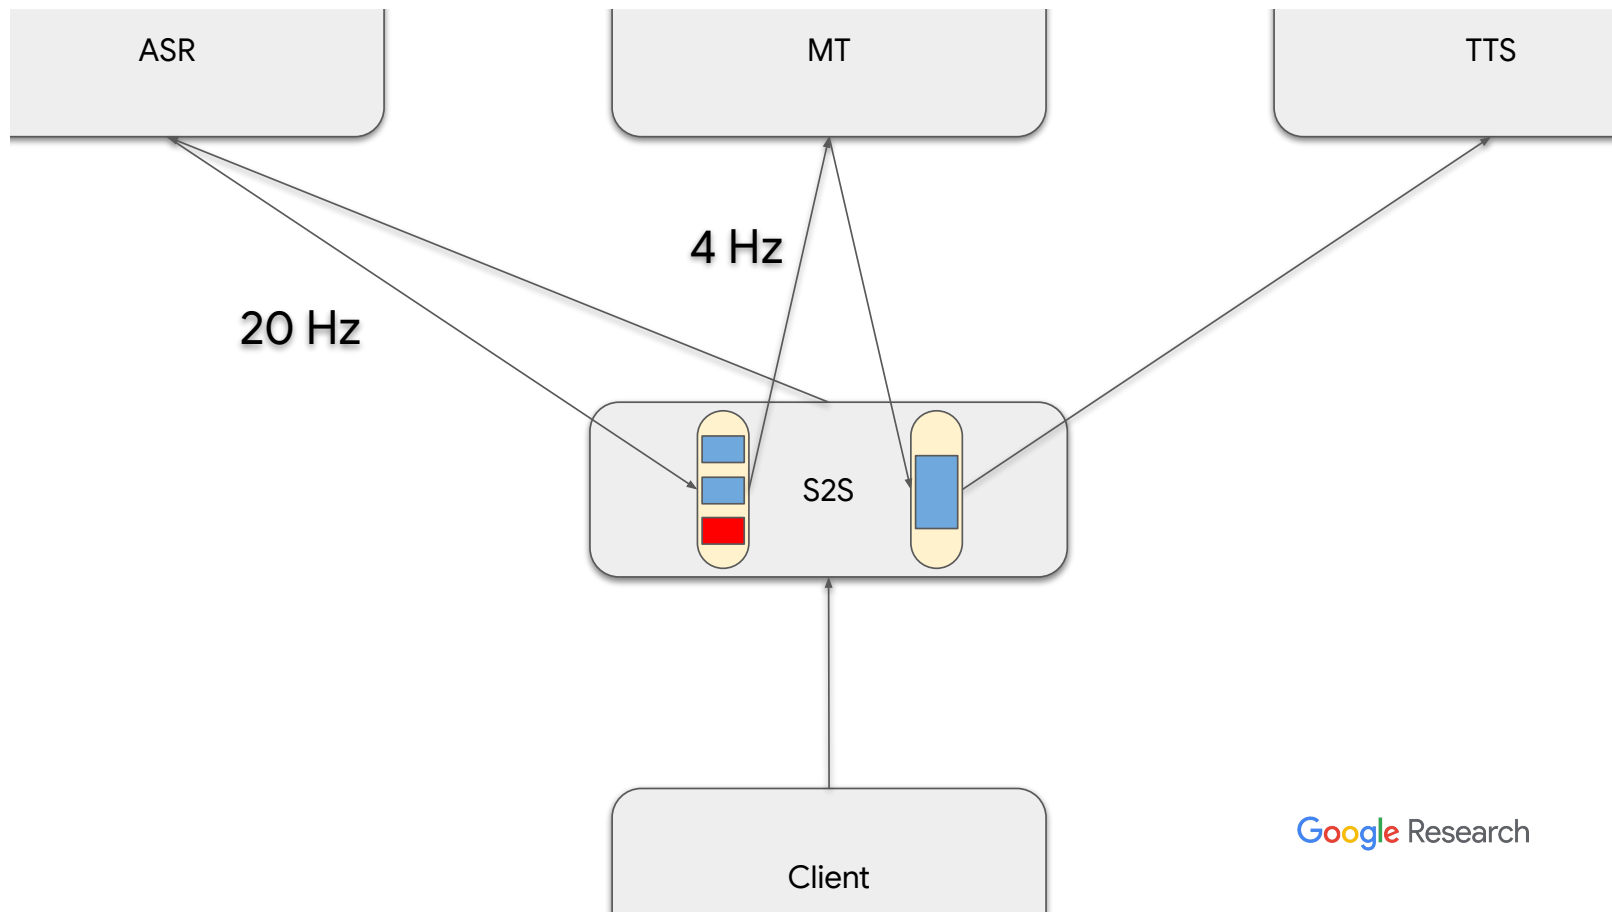 ASR
MT
TTS
4 Hz
20 Hz
S2S
Google Research
Client